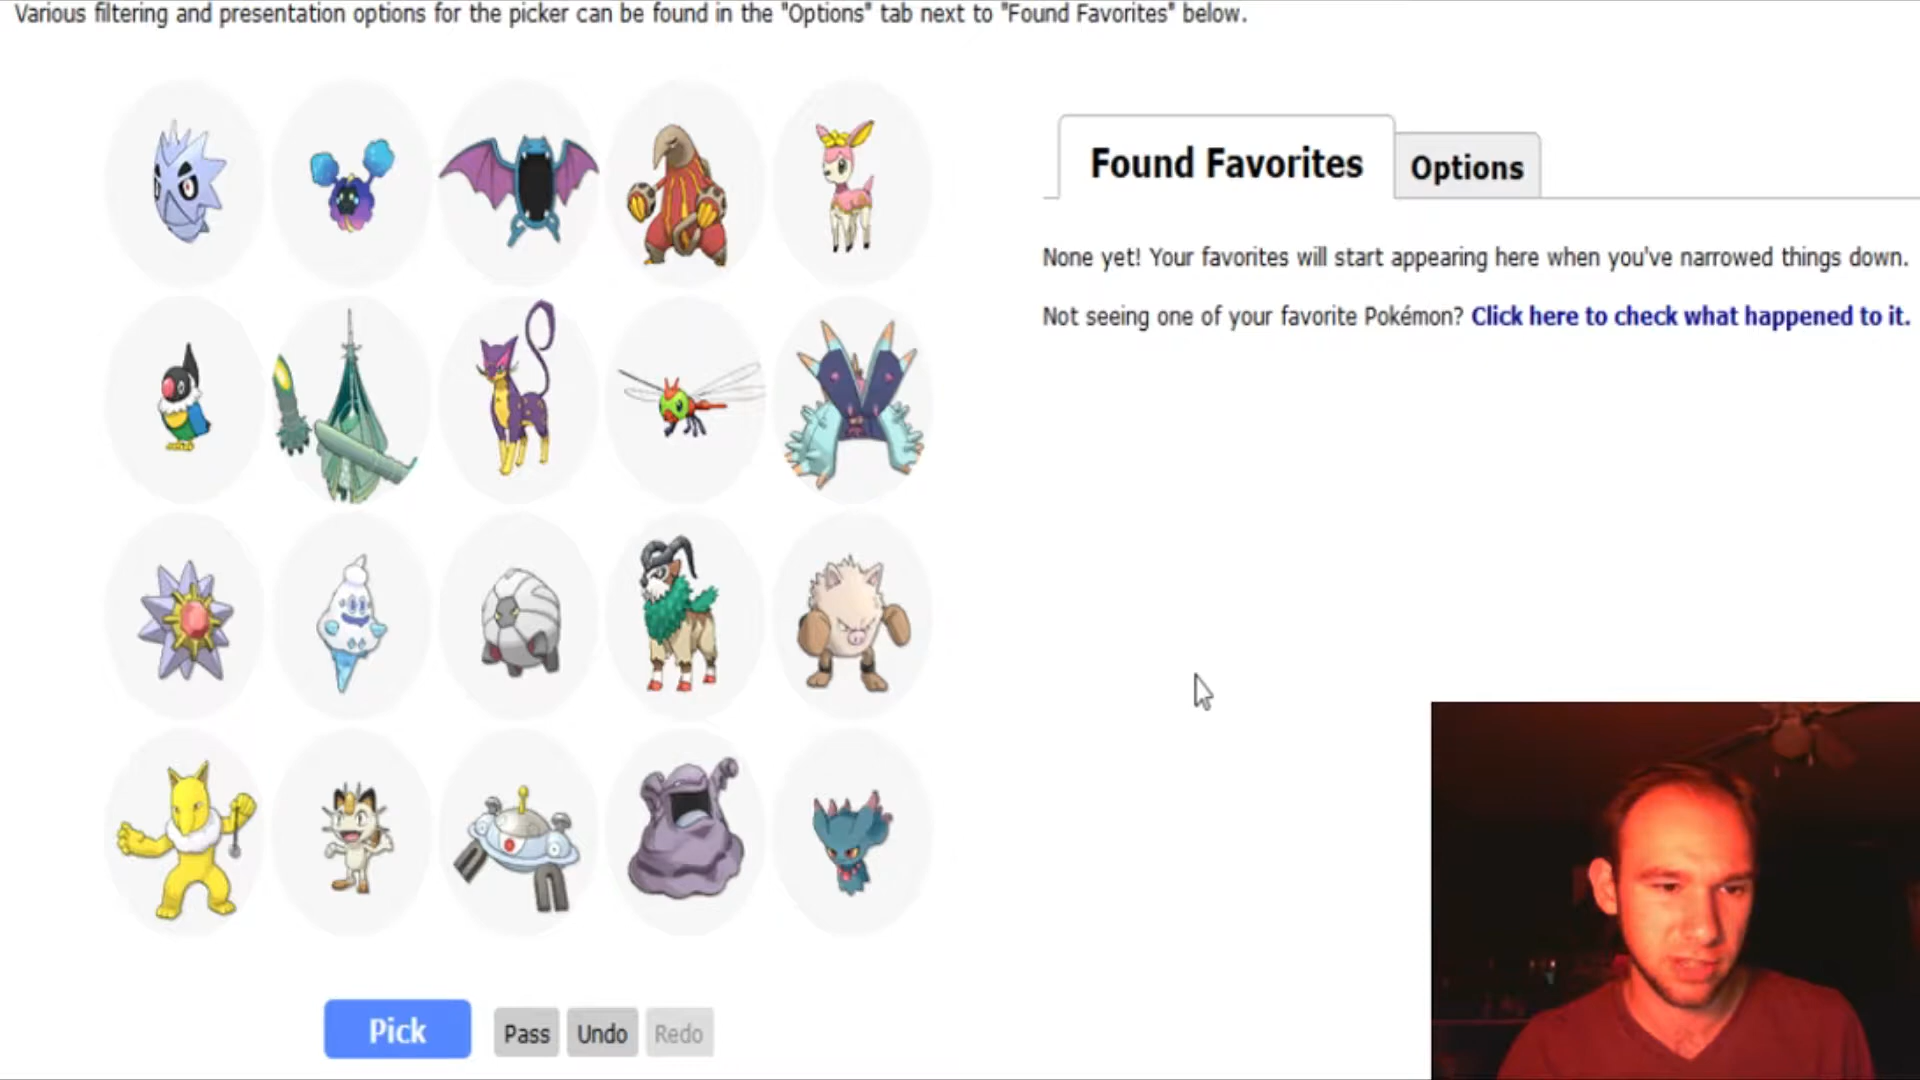 Various filtering and presentation options for the picker can be found in the "Options" tab next to "Found Favorites" below.
Found Favorites
Options
None yet! Your favorites will start appearing here when you've narrowed things down.
Not seeing one of your favorite Pokémon? Click here to check what happened to it.
Pick
Pass
Undo
Redo